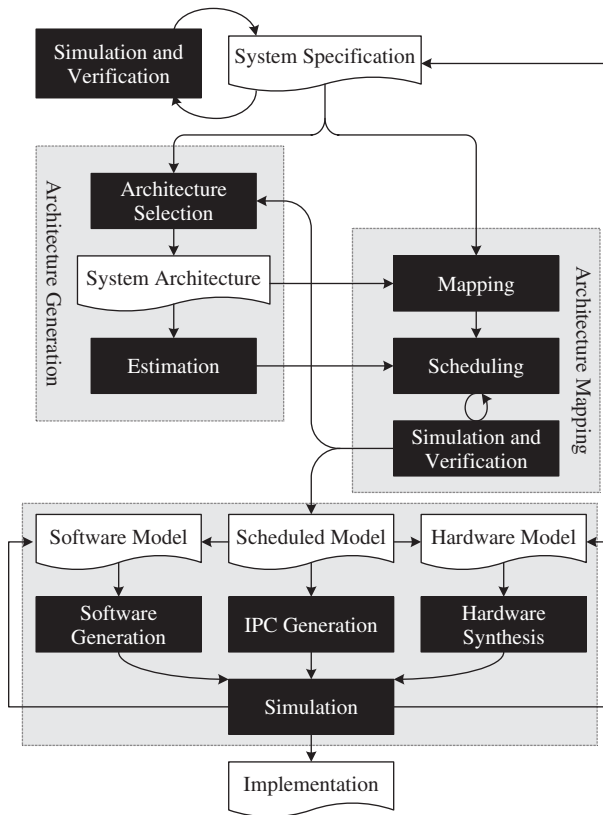 Simulation and
Verification
System Specification
Architecture Generation
Architecture
Selection
System Architecture
Estimation
Architecture Mapping
Mapping
Scheduling
Simulation and
Verification
Software Model
Scheduled Model
Hardware Model
Software
Generation
IPC Generation
Hardware
Synthesis
Simulation
Implementation